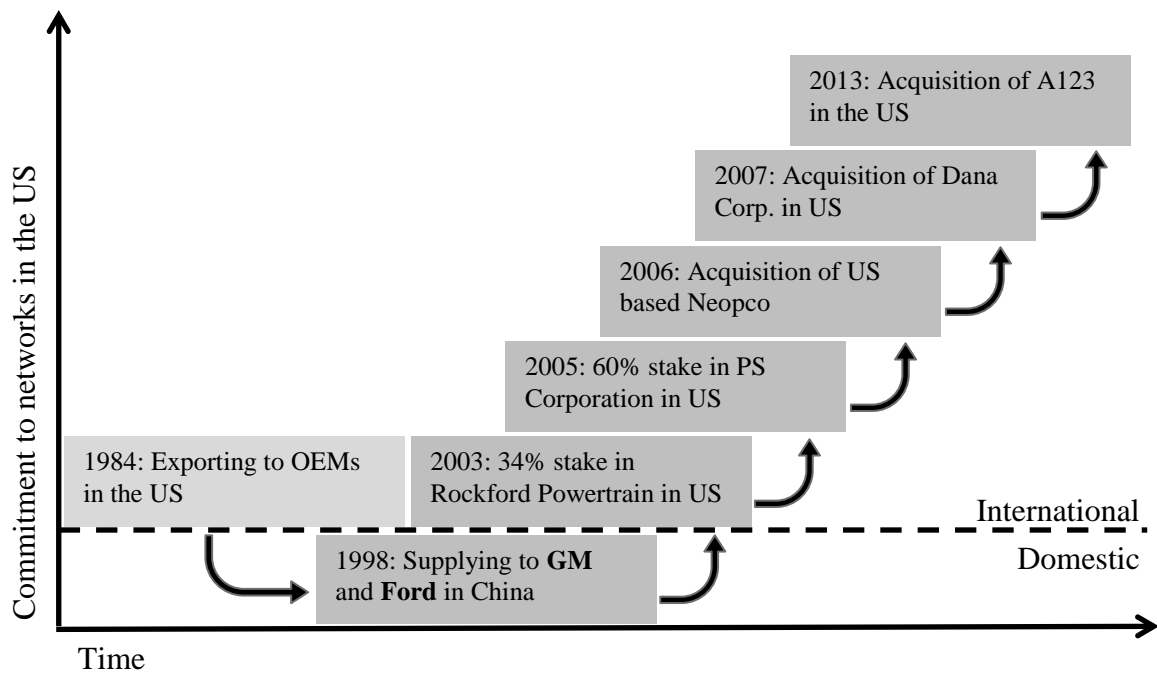 Commitment to networks in the US
2013: Acquisition of A123
in the US
2007: Acquisition of Dana
Corp. in US
2006: Acquisition of US
based Neopco
2005: 60% stake in PS
Corporation in US
1984: Exporting to OEMs
in the US
2003: 34% stake in
Rockford Powertrain in US
International
Domestic
1998: Supplying to GM
and Ford in China
Time